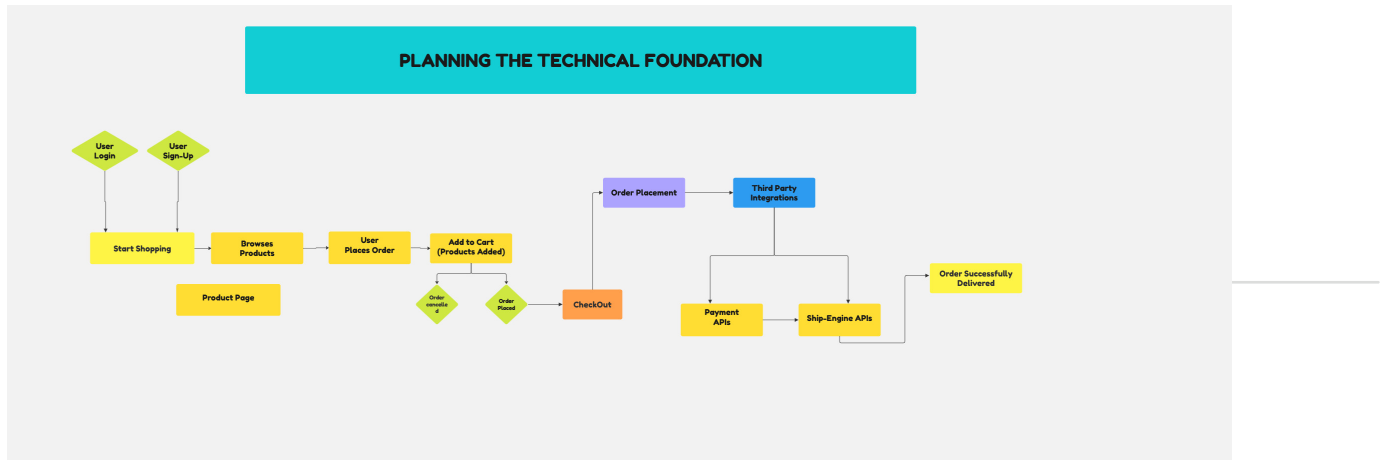 PLANNING THE TECHNICAL FOUNDATION
User
Login
User
Sign-Up
Order Placement
Third Party
Integrations
Start Shopping
Browses
Products
User
Places Order
Add to Cart
(Products Added)
Order Successfully
Delivered
Product Page
Order
cancelle
d
Order
Placed
CheckOut
Payment
APIs
Ship-Engine APIs